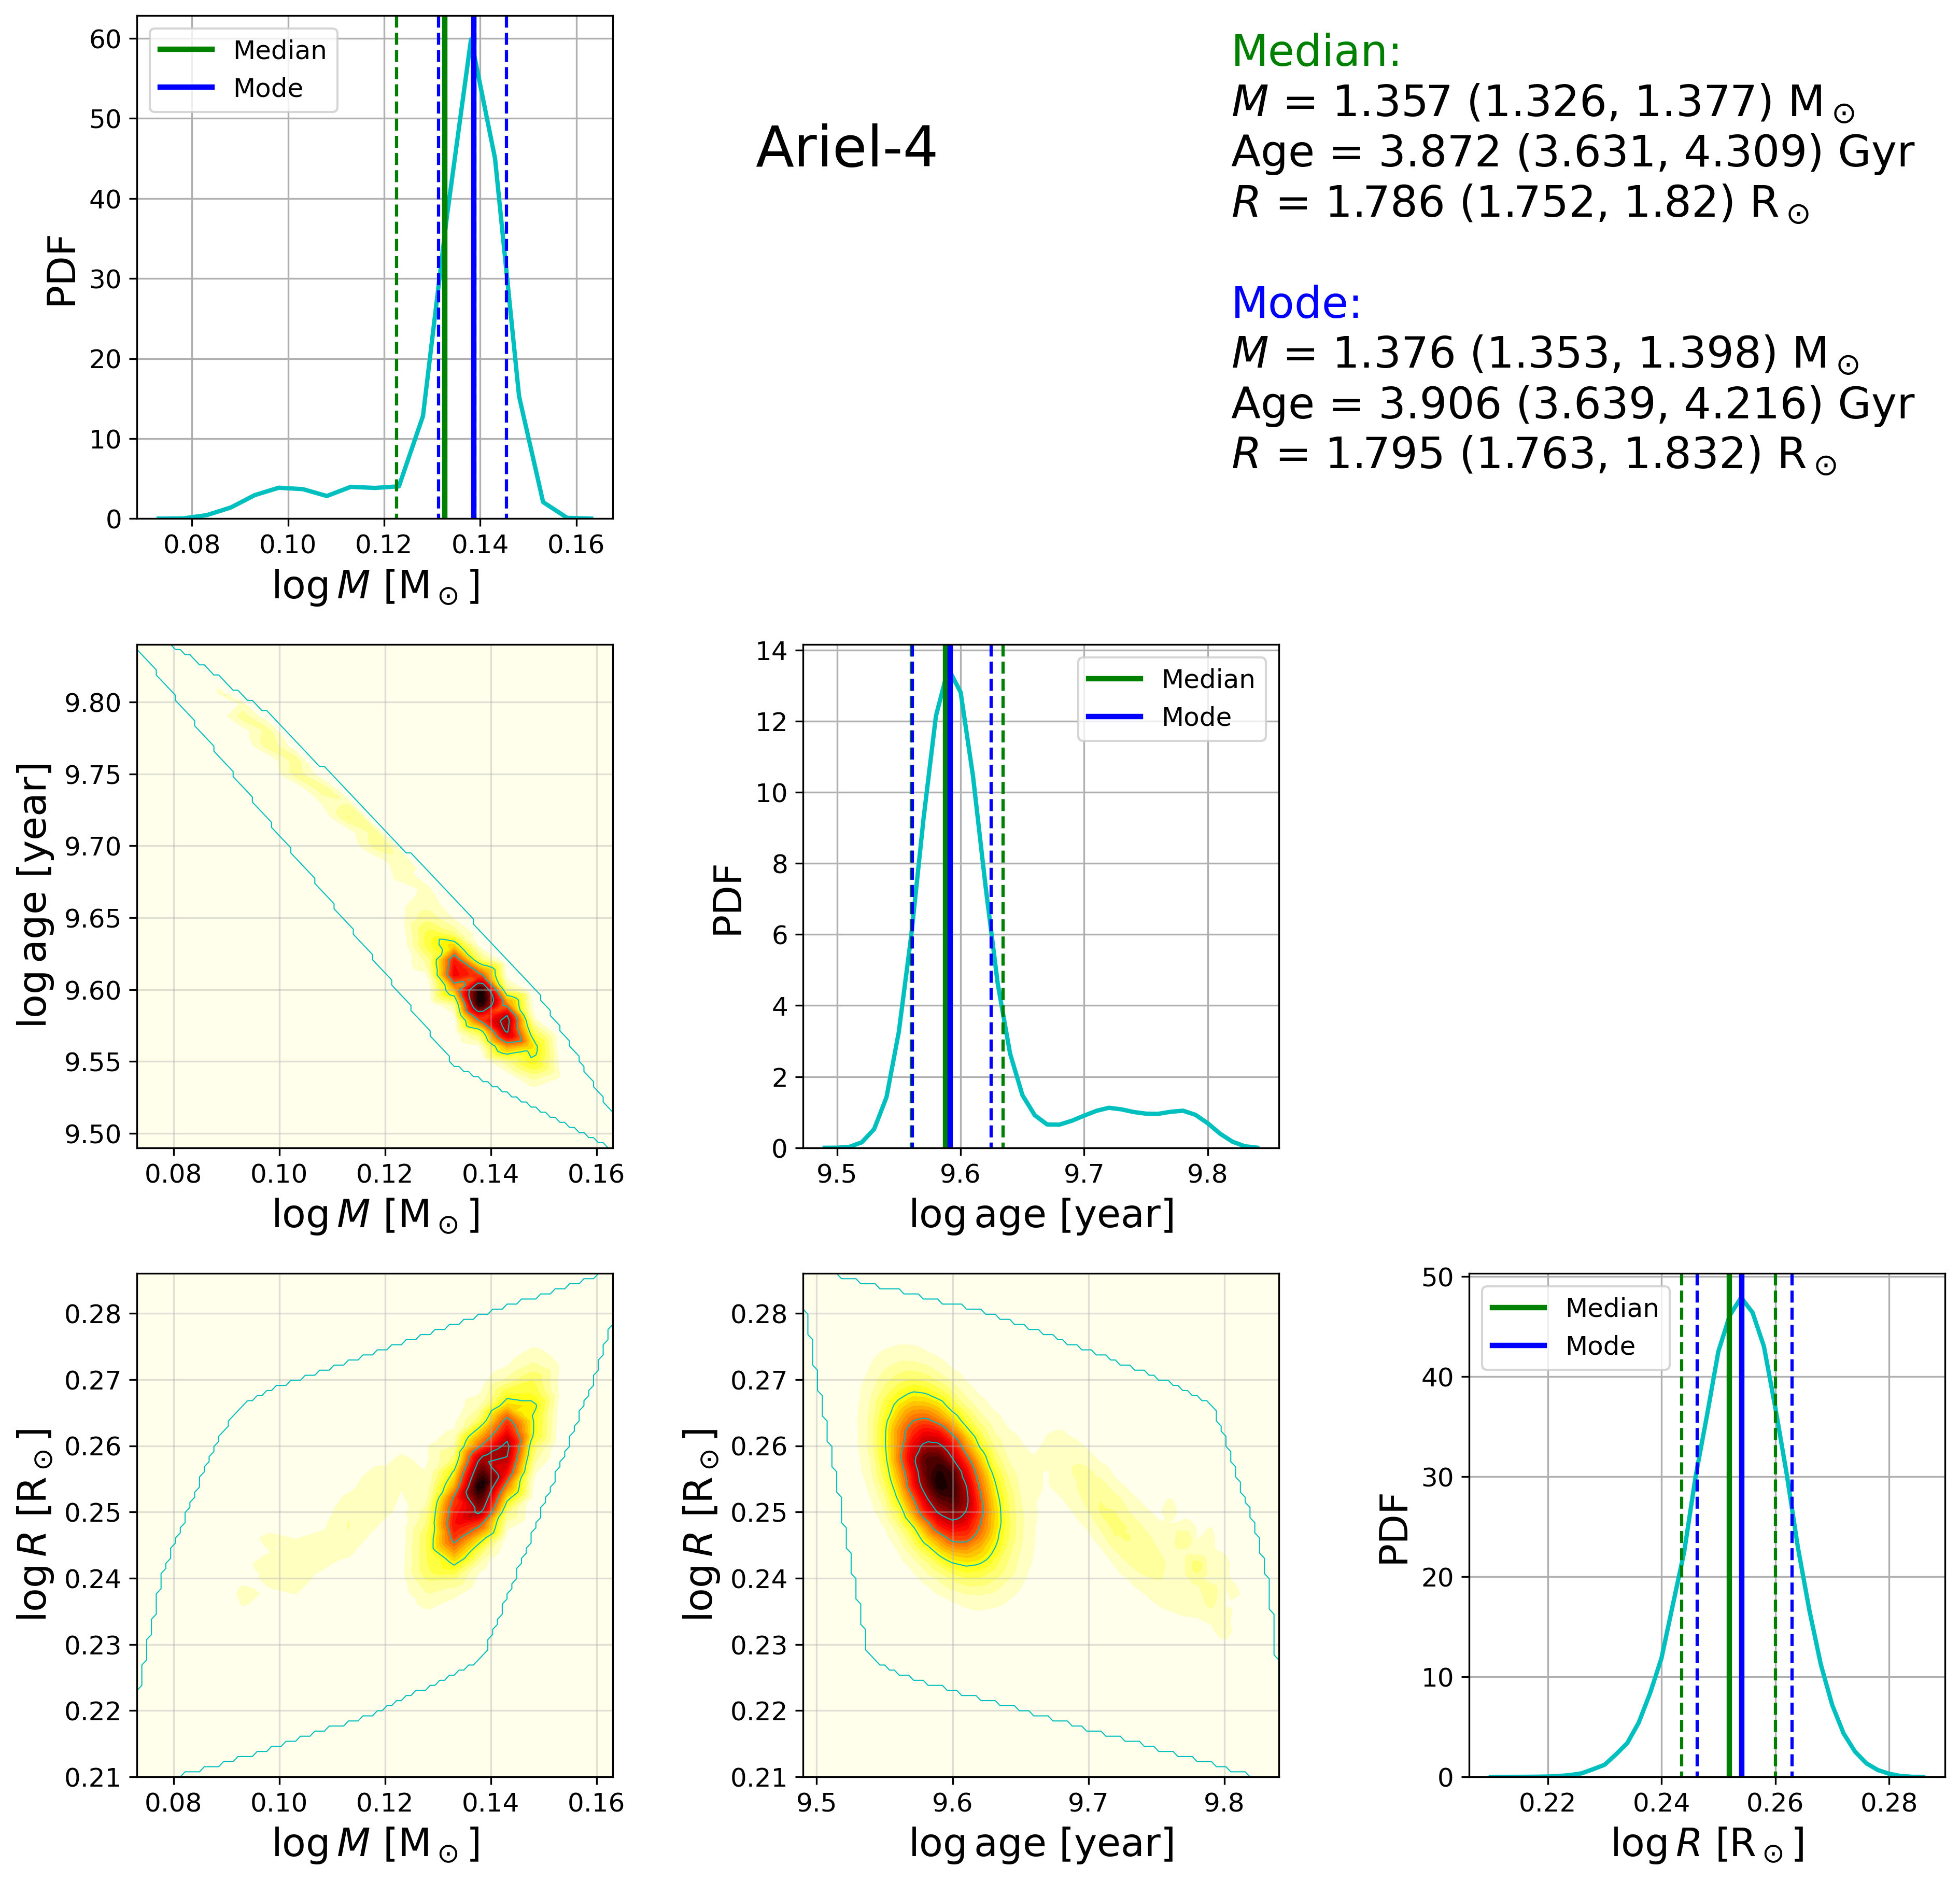 Median
Mode
PDF
60
50
40
30
20
10
0
0.08 0.10 0.12 0.14 0.16
log M [M⊙]
Ariel-4
Median:
M = 1.357 (1.326, 1.377) M⊙
Age = 3.872 (3.631, 4.309) Gyr
R = 1.786 (1.752, 1.82) R⊙
Mode:
M = 1.376 (1.353, 1.398) M⊙
Age = 3.906 (3.639, 4.216) Gyr
R = 1.795 (1.763, 1.832) R⊙
log age [year]
9.80
9.75
9.70
9.65
9.60
9.55
9.50
0.08 0.10 0.12 0.14 0.16
log M [M⊙]
Median
Mode
PDF
14
12
10
8
6
4
2
0
9.5 9.6 9.7 9.8
log age [year]
log R [R⊙]
0.28
0.27
0.26
0.25
0.24
0.23
0.22
0.21
0.08 0.10 0.12 0.14 0.16
log M [M⊙]
log R [R⊙]
0.28
0.27
0.26
0.25
0.24
0.23
0.22
0.21
9.5 9.6 9.7 9.8
log age [year]
Median
Mode
PDF
50
40
30
20
10
0
0.22 0.24 0.26 0.28
log R [R⊙]